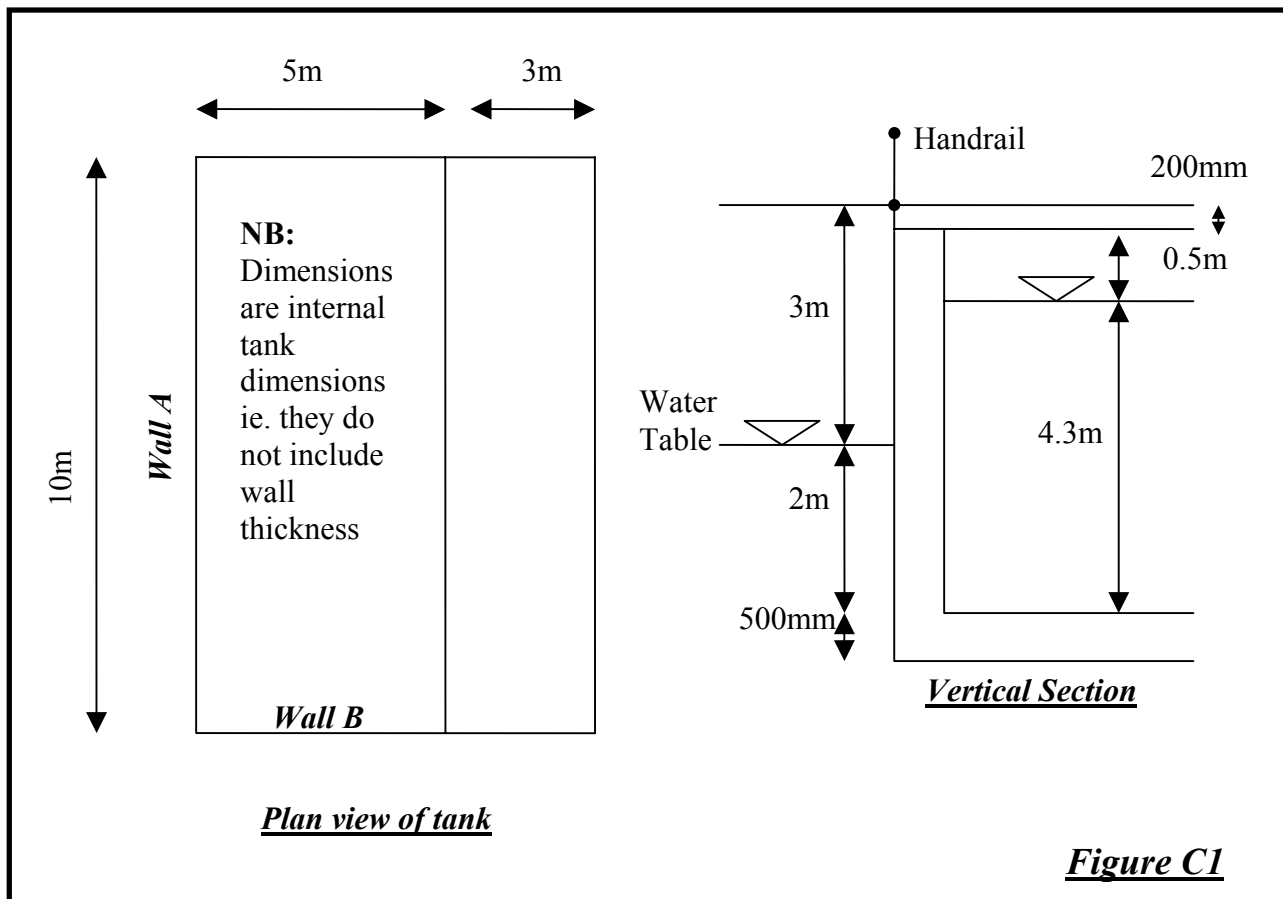 5m
3m
10m
Wall A
NB:
Dimensions
are internal
tank
dimensions
ie. they do
not include
wall
thickness
Wall B
Plan view of tank
Handrail
200mm
0.5m
3m
Water
Table
4.3m
2m
500mm
Vertical Section
Figure C1